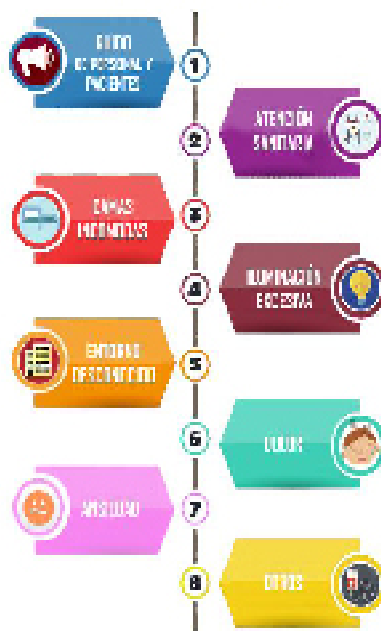 RUIDO
DE PERSONAL Y
PACIENTES
1
ATENCIÓN
SANITARIA
2
CAMAS
INCOMODAS
3
ILUMINACIÓN
EXCESIVA
4
ENTORNO
DESCONOCIDO
5
DOLOR
6
ANSIEDAD
7
OTROS
8